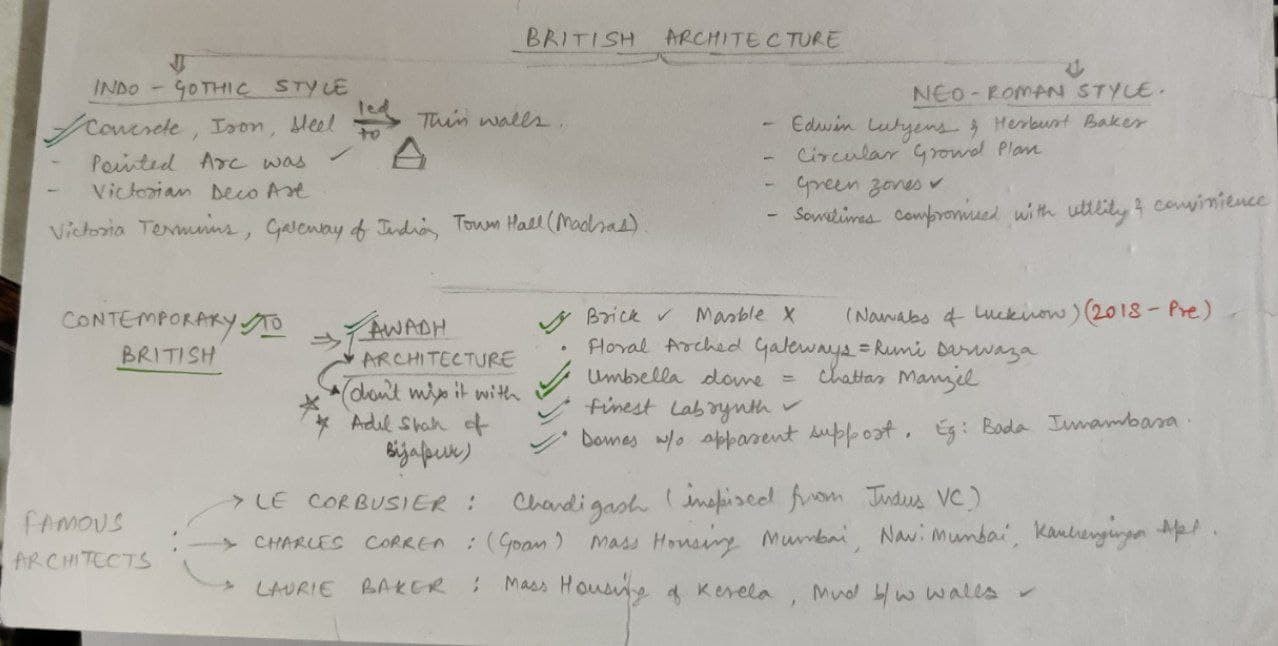 BRITISH ARCHITECTURE
INDO - GOTHIC STYLE
Concrete, Iron, Steel led to Thin walls.
- Pointed Arc was ✓
- Victorian Deco Art
Victoria Terminus, Gateway of India, Town Hall (Madras).
NEO - ROMAN STYLE.
- Edwin Lutyens & Herburt Baker
- Circular Ground Plan
- Green zones ✓
- Sometimes compromised with utility & convinience
CONTEMPORARY TO
BRITISH
⇒ AWADH
ARCHITECTURE
(don't mix it with
Adil Shah of
Bijapur)
Brick ✓ Marble X (Nawabs of Lucknow) (2018 - Pre)
• Floral Arched Gateways = Rumi Darwaza
• Umbrella dome = Chattar Manzil
• Finest Labrynth ✓
• Domes w/o apparent support. Eg: Bada Imambara.
FAMOUS
ARCHITECTS :
→ LE CORBUSIER : Chandigash (inspired from Indus VC)
→ CHARLES CORREA : (Goan) Mass Housing Mumbai, Navi Mumbai,
→ LAURIE BAKER : Mass Housing of Kerela, Mud b/w walls ✓